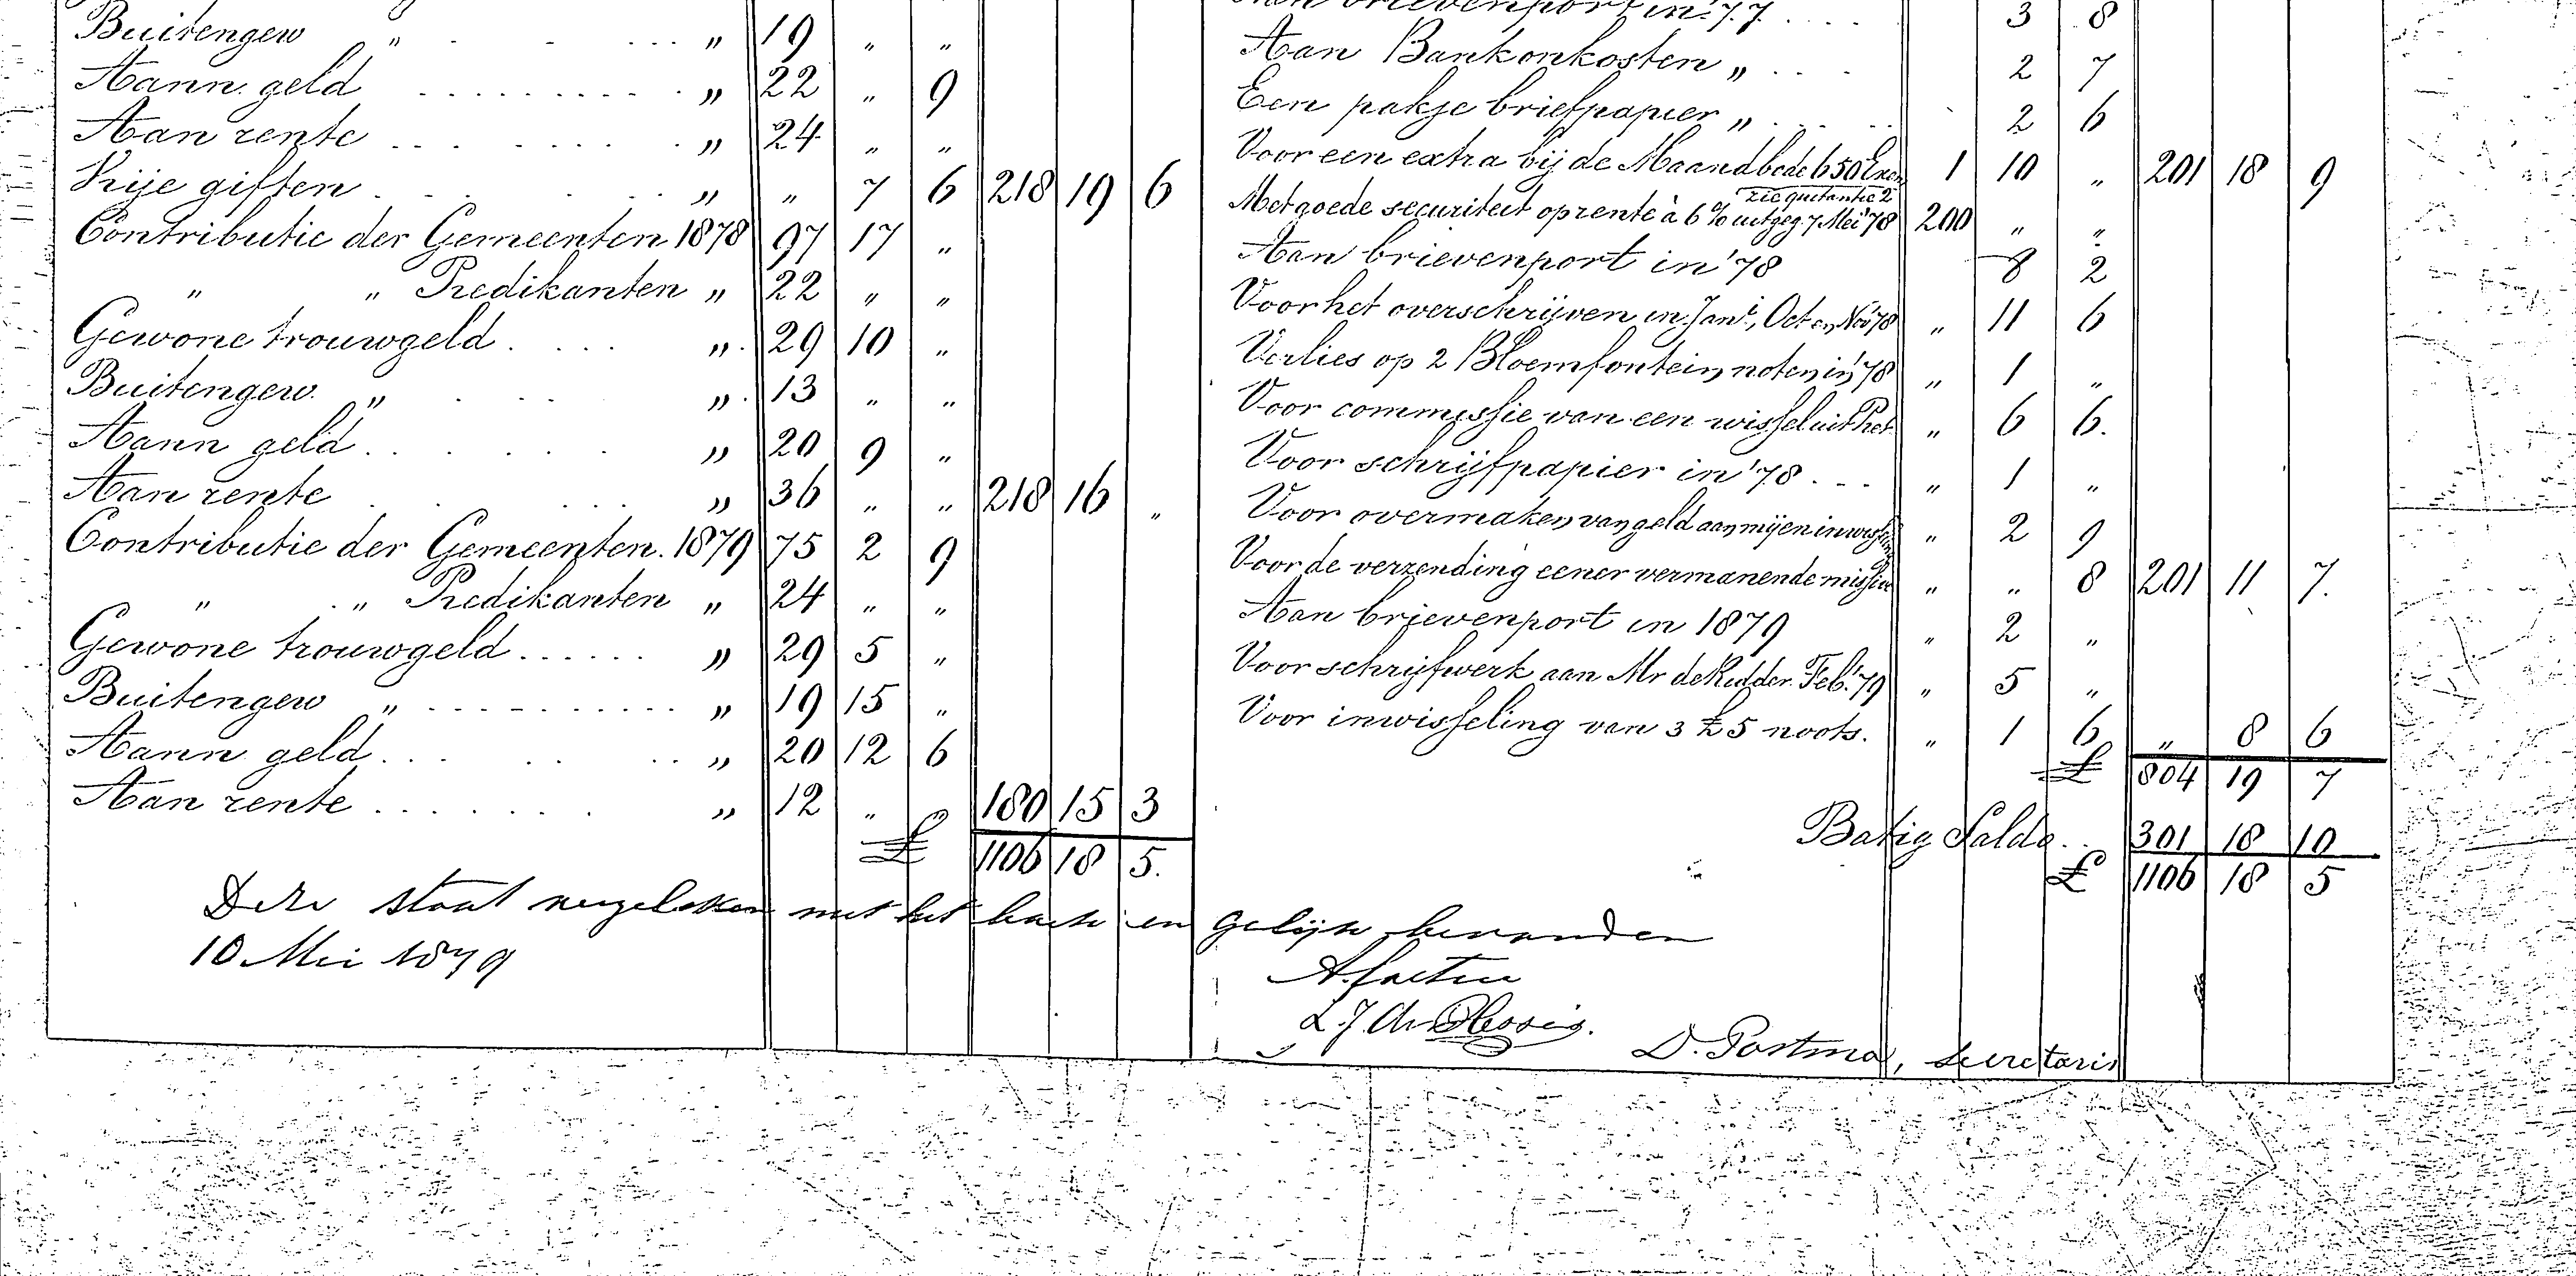 Buitengew " . - ... " 19 " "
Aann. geld .......... " 22 " 9
Aan rente .......... " 24 " "
Vrije giften .......... " " 7 6 218 19 6
Contributie der Gemeenten 1878 97 17 "
" " Predikanten " 22 " "
Gewone trouwgeld .... " 29 10 "
Buitengew. " . . . " 13 " "
Aann geld . . . . " 20 9 "
Aan rente . . . . " 36 " " 218 16 "
Contributie der Gemeenten. 1879 75 2 9
" " Predikanten " 24 " "
Gewone trouwgeld ...... " 29 5 "
Buitengew " .......... " 19 15 "
Aann geld ... . . .. " 20 12 6
Aan rente ....... " 12 " " 180 15 3
£ 1106 18 5.
brievenport in '77 .... 3 8
Aan Bankonkosten " . . . 2 7
Een pakje briefpapier " .... 2 6
Voor een extra bij de Maandbode 650 1 10 " 201 18 9
zie quitantie 2
Met goede securiteit op rente à 6 % uitgeg. 7 Mei '78 200 " "
Aan brievenport in '78 8 2
Voor het overschrijven in Jan., Oct en Nov '78 " 11 6
Verlies op 2 Bloemfontein noten in '78 " 1 "
Voor commissie van een wissel uit het " 6 6.
Voor schrijfpapier in '78 ... " 1 "
Voor overmaken van geld aan mij en " 2 9
Voor de verzending eener vermanende missive " " 8 201 11 7.
Aan brievenport in 1879 " 2 "
Voor schrijfwerk aan Mr de Ridder Feb. '79 " 5 "
Voor inwisseling van 3 £5 noots. " 1 6 " 8 6
£ 804 19 7
Batig Saldo .. 301 18 10
£ 1106 18 5
Deze staat vergeleken met het boek en gelijk bevonden
10 Mei 1879
L. J. du Plessis.
D. Postma, secretaris